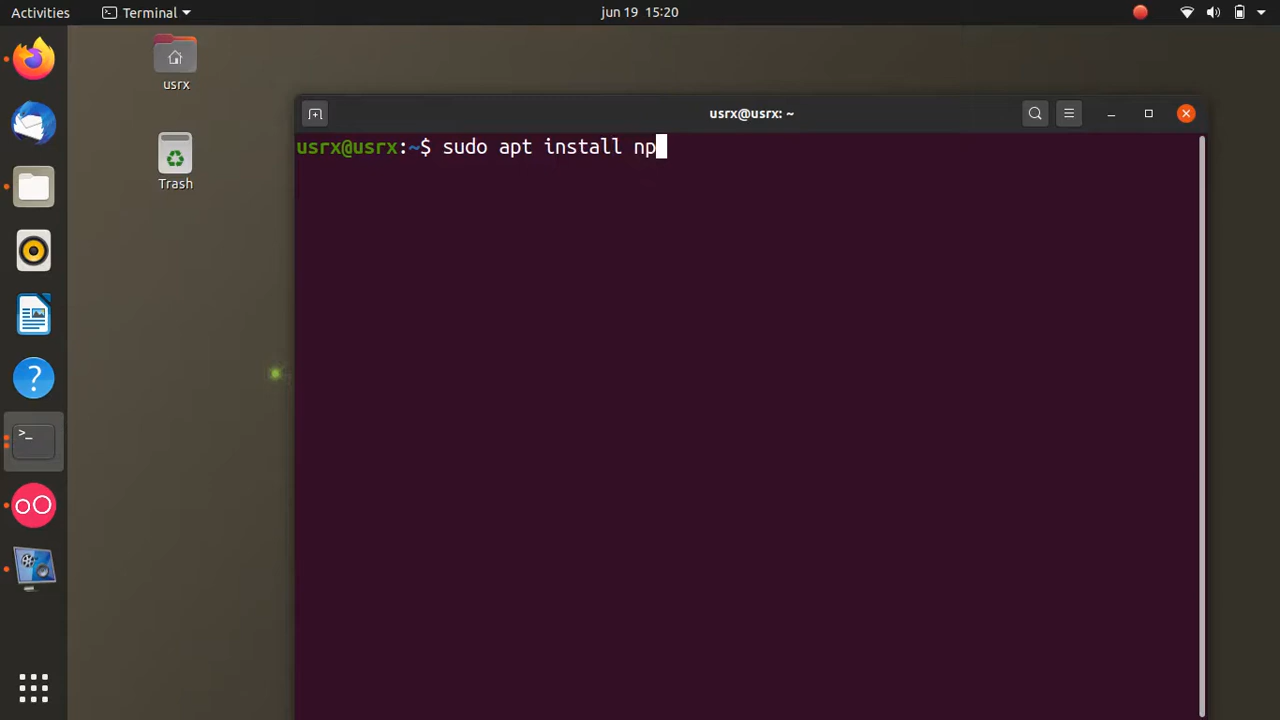 Activities
Terminal
jun 19 15:20
usrx
Trash
usrx@usrx: ~
usrx@usrx:~$ sudo apt install np